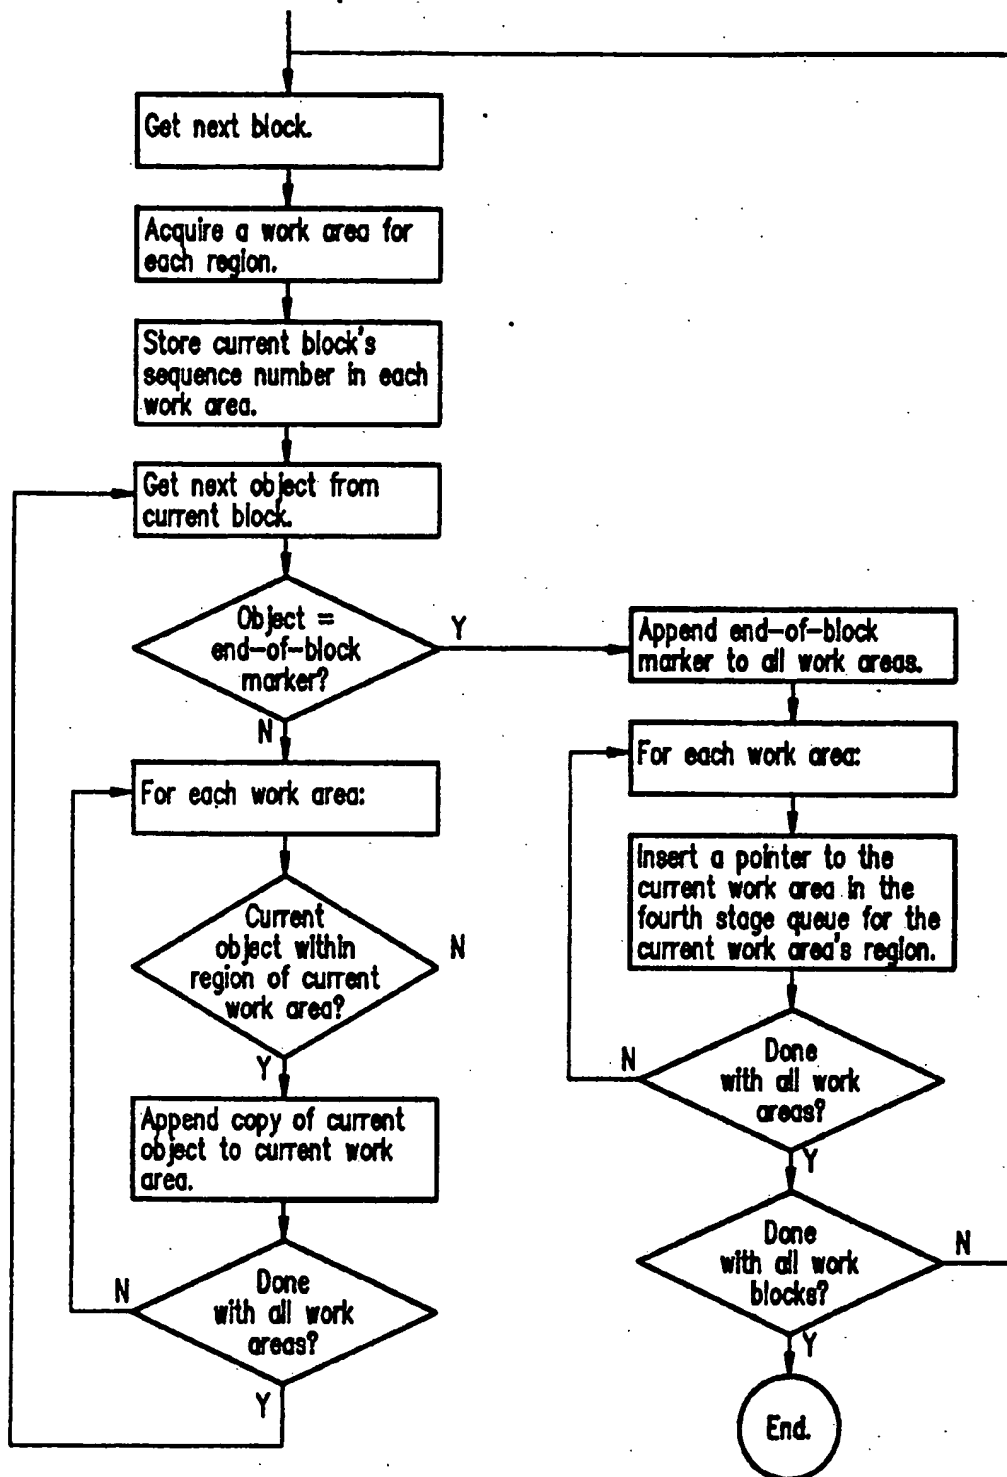 Get next block.
Acquire a work area for
each region.
Store current block's
sequence number in each
work area.
Get next object from
current block.
Object =
end-of-block
marker?
Y
N
For each work area:
Current
object within
region of current
work area?
N
Y
Append copy of current
object to current work
area.
Done
with all work
areas?
N
Y
Append end-of-block
marker to all work areas.
For each work area:
Insert a pointer to the
current work area in the
fourth stage queue for the
current work area's region.
Done
with all work
areas?
N
Y
Done
with all work
blocks?
N
Y
End.